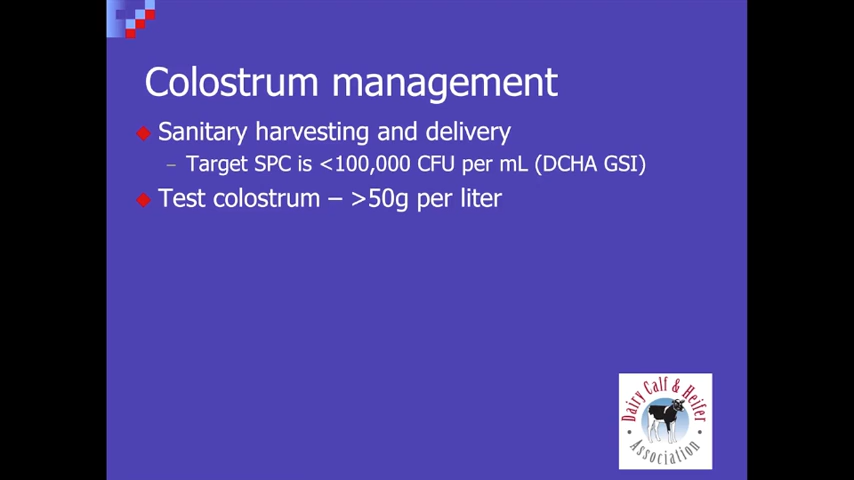 Colostrum management
Sanitary harvesting and delivery
– Target SPC is <100,000 CFU per mL (DCHA GSI)
Test colostrum – >50g per liter
Dairy Calf & Heifer
• Association •